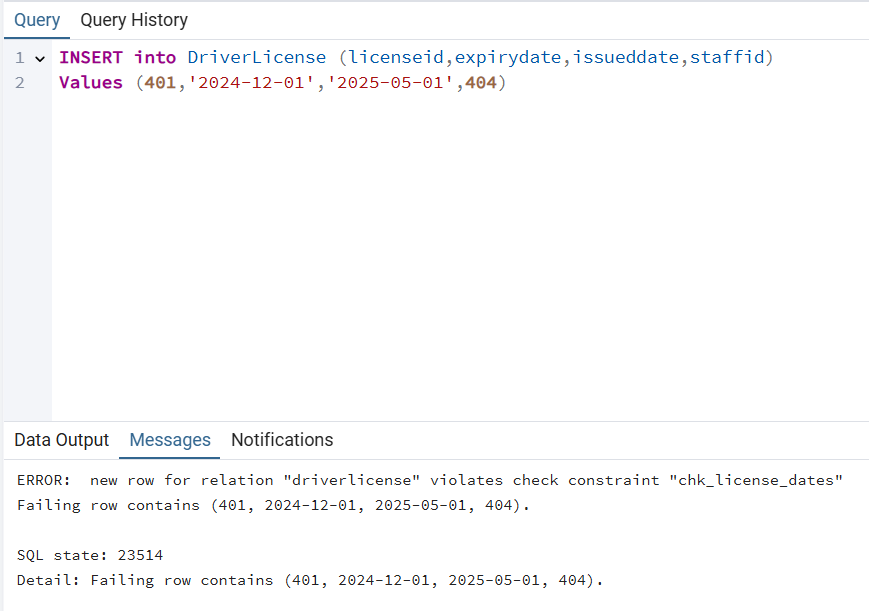 Query Query History
1 INSERT into DriverLicense (licenseid,expirydate,issueddate,staffid)
2 Values (401,'2024-12-01','2025-05-01',404)
Data Output Messages Notifications
ERROR:  new row for relation "driverlicense" violates check constraint "chk_license_dates"
Failing row contains (401, 2024-12-01, 2025-05-01, 404).
SQL state: 23514
Detail: Failing row contains (401, 2024-12-01, 2025-05-01, 404).